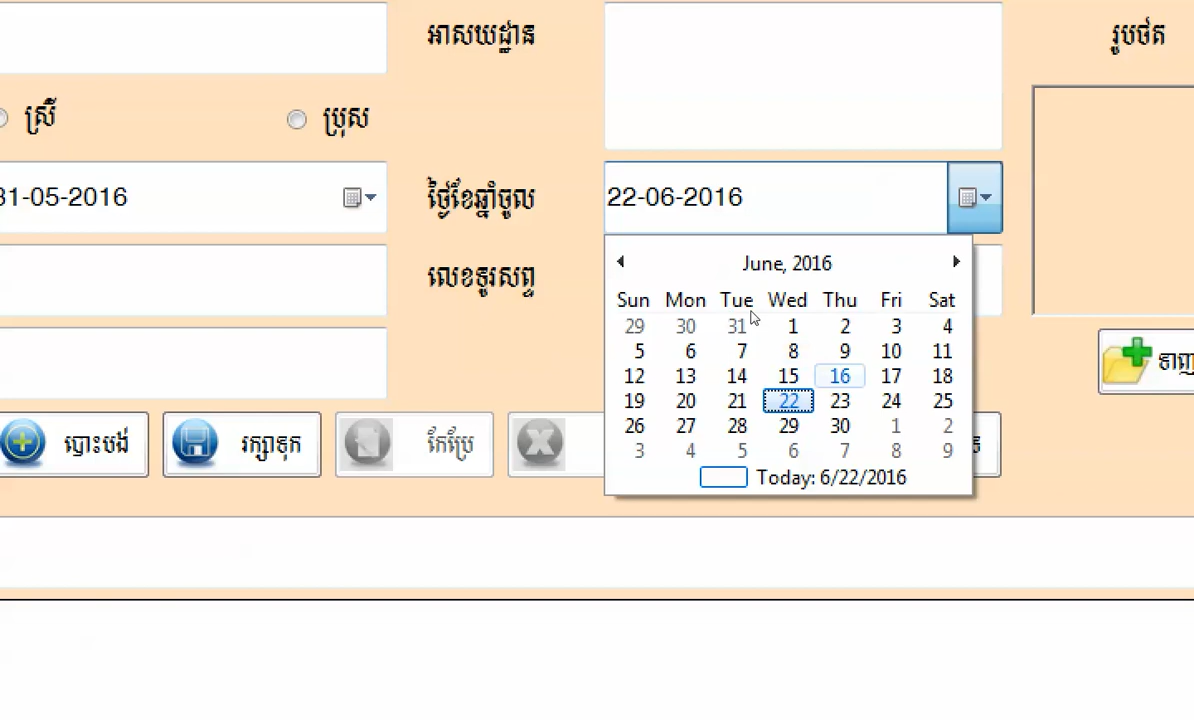 អាសយដ្ឋាន
រូបថត
ស្រី
ប្រុស
31-05-2016
ថ្ងៃខែឆ្នាំចូល
22-06-2016
លេខទូរសព្ទ
June, 2016
Sun Mon Tue Wed Thu Fri Sat
29 30 31 1 2 3 4
5 6 7 8 9 10 11
12 13 14 15 16 17 18
19 20 21 22 23 24 25
26 27 28 29 30 1 2
3 4 5 6 7 8 9
Today: 6/22/2016
បោះបង់
រក្សាទុក
កែប្រែ